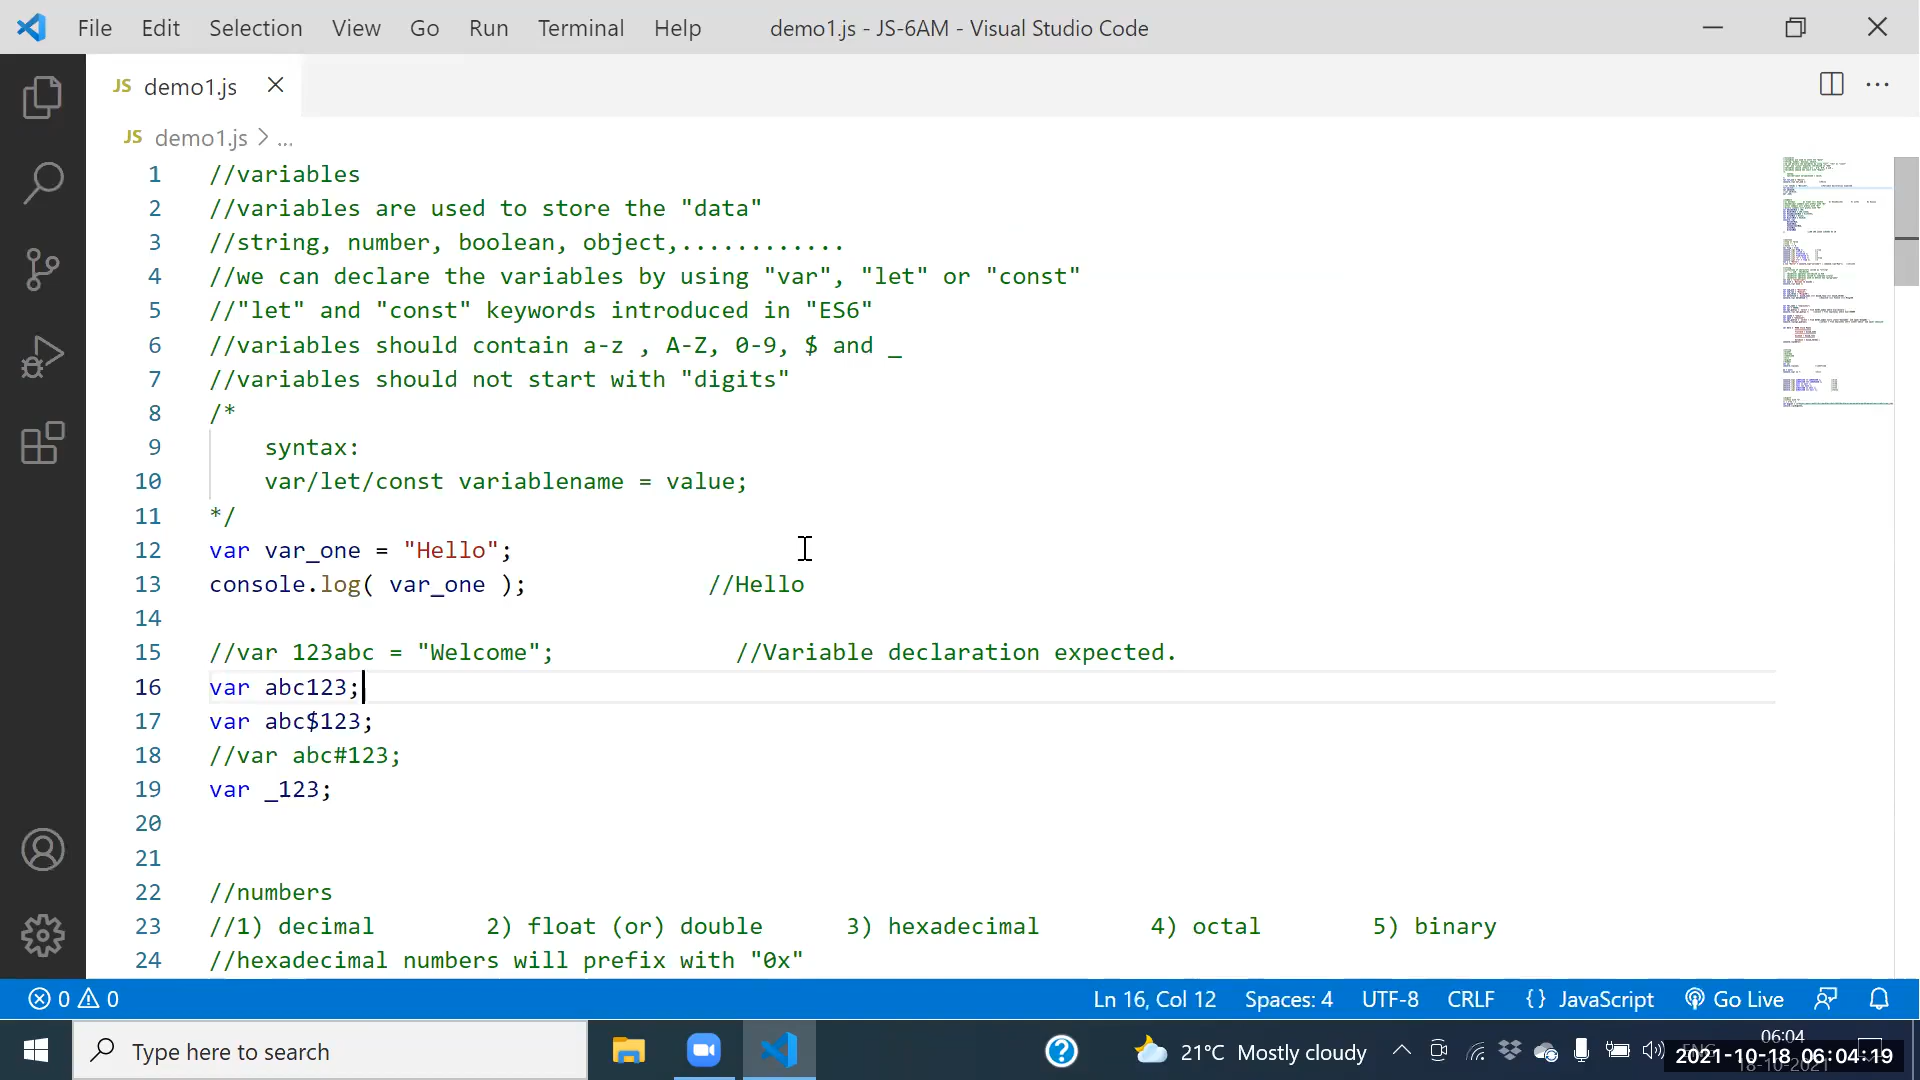 File Edit Selection View Go Run Terminal Help demo1.js - JS-6AM - Visual Studio Code
JS demo1.js
JS demo1.js > ...
1 //variables
2 //variables are used to store the "data"
3 //string, number, boolean, object,............
4 //we can declare the variables by using "var", "let" or "const"
5 //"let" and "const" keywords introduced in "ES6"
6 //variables should contain a-z , A-Z, 0-9, $ and _
7 //variables should not start with "digits"
8 /*
9 syntax:
10 var/let/const variablename = value;
11 */
12 var var_one = "Hello";
13 console.log( var_one ); //Hello
14
15 //var 123abc = "Welcome"; //Variable declaration expected.
16 var abc123;
17 var abc$123;
18 //var abc#123;
19 var _123;
20
21
22 //numbers
23 //1) decimal 2) float (or) double 3) hexadecimal 4) octal 5) binary
24 //hexadecimal numbers will prefix with "0x"
0 0 Ln 16, Col 12 Spaces: 4 UTF-8 CRLF {} JavaScript Go Live
Type here to search 21°C Mostly cloudy 06:04
2021-10-18 06:04:19
18-10-2021